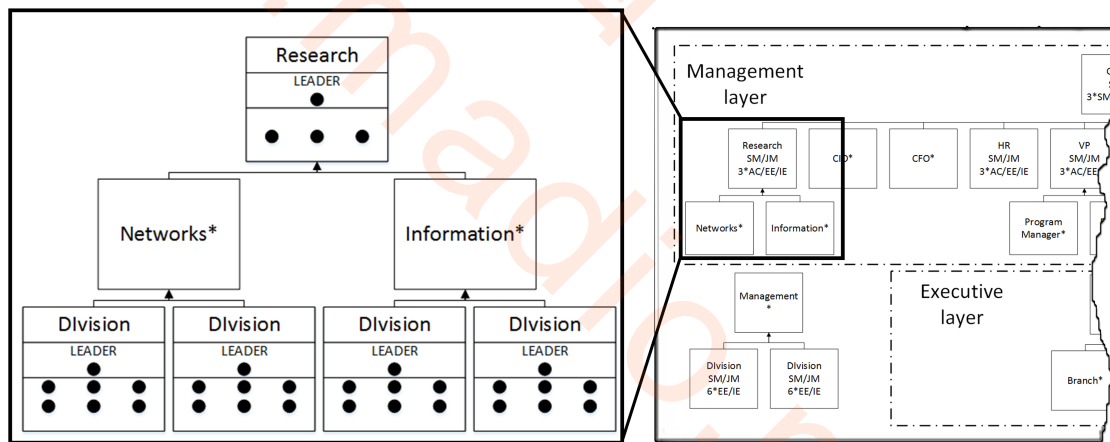 Research
LEADER
Networks*
Information*
DIvision
LEADER
DIvision
LEADER
DIvision
LEADER
DIvision
LEADER
Management
layer
3*SM
Research
SM/JM
3*AC/EE/IE
CIO*
CFO*
HR
SM/JM
3*AC/EE/IE
VP
SM/JM
3*AC/EE
Networks*
Information*
Program
Manager*
Management
*
Executive
layer
DIvision
SM/JM
6*EE/IE
DIvision
SM/JM
6*EE/IE
Branch*